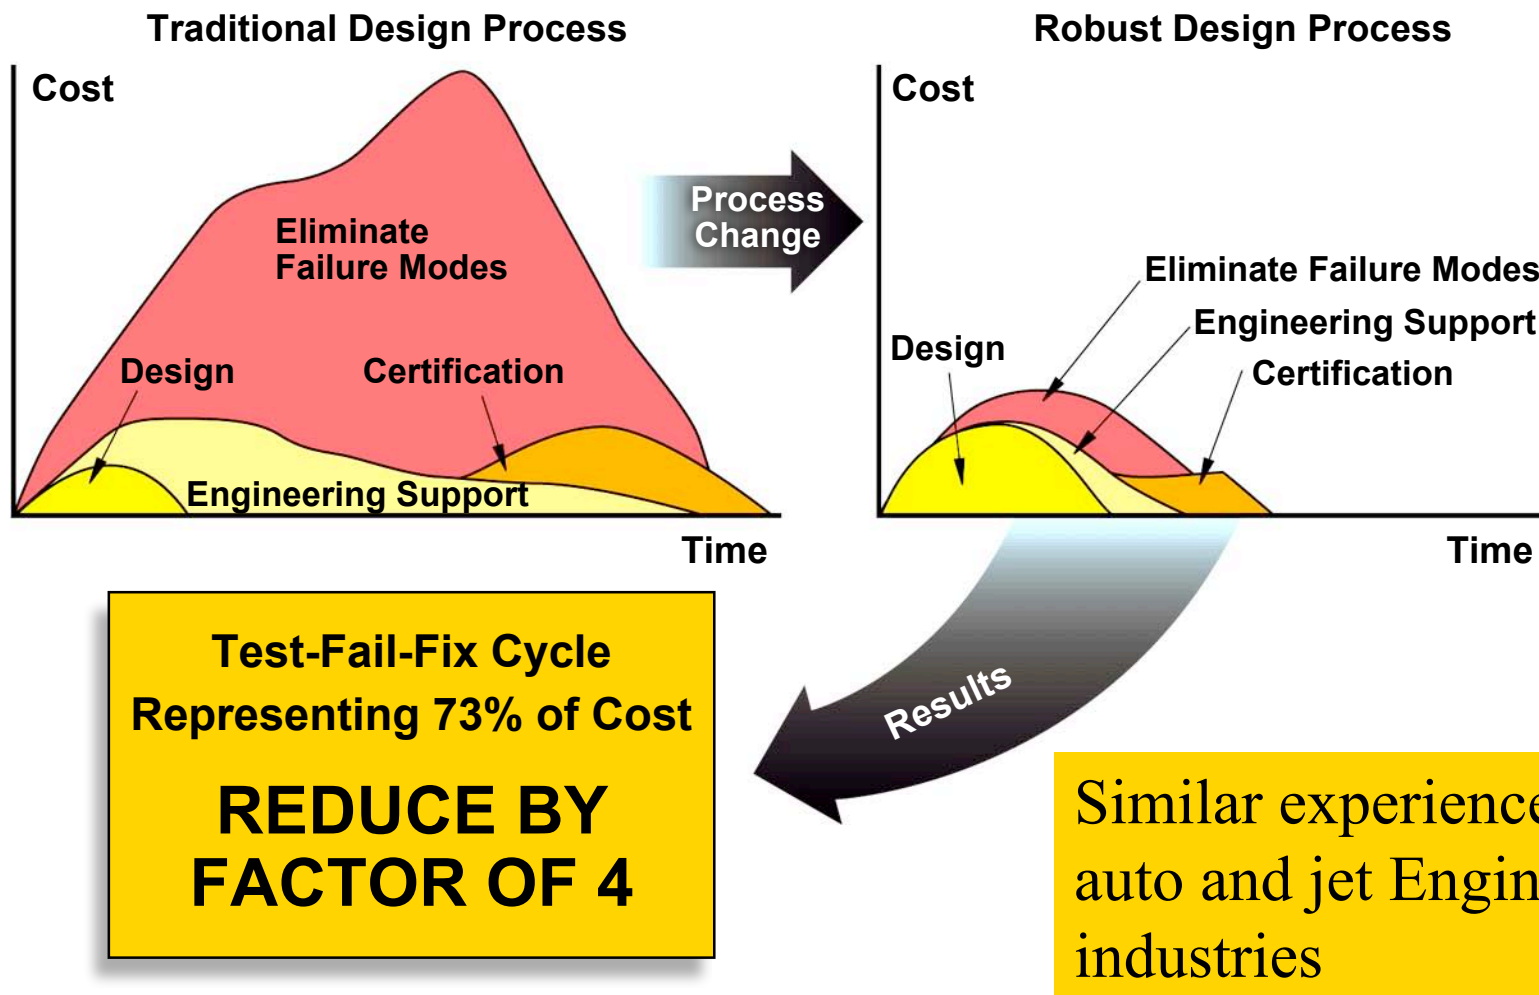 Traditional Design Process
Cost
Eliminate
Failure Modes
Design
Certification
Engineering Support
Time
Process
Change
Robust Design Process
Cost
Eliminate Failure Modes
Engineering Support
Design
Certification
Time
Results
Test-Fail-Fix Cycle
Representing 73% of Cost
REDUCE BY
FACTOR OF 4
Similar experience
auto and jet Engin
industries